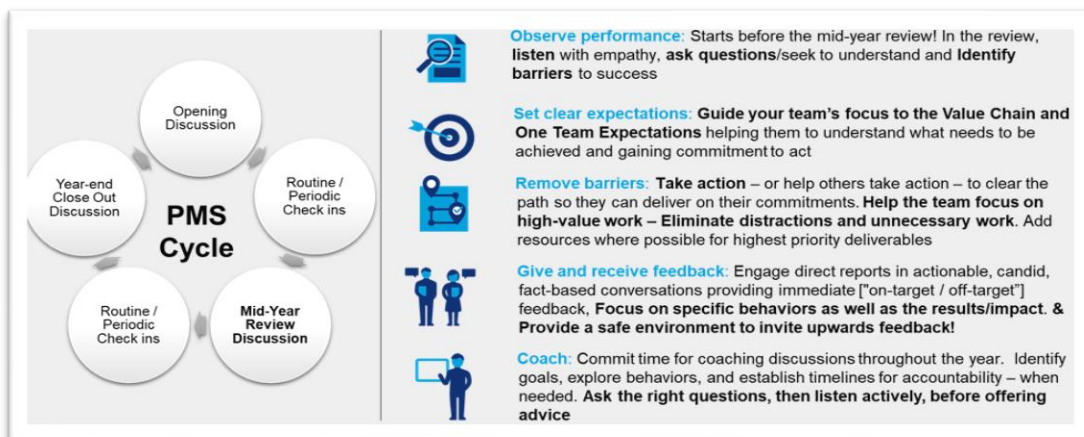 Opening
Discussion
Routine /
Periodic
Check ins
Mid-Year
Review
Discussion
Routine /
Periodic
Check ins
Year-end
Close Out
Discussion
PMS
Cycle
Observe performance: Starts before the mid-year review! In the review,
listen with empathy, ask questions/seek to understand and Identify
barriers to success
Set clear expectations: Guide your team's focus to the Value Chain and
One Team Expectations helping them to understand what needs to be
achieved and gaining commitment to act
Remove barriers: Take action – or help others take action – to clear the
path so they can deliver on their commitments. Help the team focus on
high-value work – Eliminate distractions and unnecessary work. Add
resources where possible for highest priority deliverables
Give and receive feedback: Engage direct reports in actionable, candid,
fact-based conversations providing immediate ["on-target / off-target"]
feedback, Focus on specific behaviors as well as the results/impact. &
Provide a safe environment to invite upwards feedback!
Coach: Commit time for coaching discussions throughout the year. Identify
goals, explore behaviors, and establish timelines for accountability – when
needed. Ask the right questions, then listen actively, before offering
advice